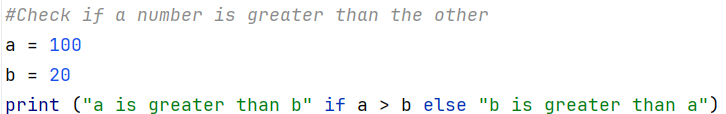 #Check if a number is greater than the other
a = 100
b = 20
print ("a is greater than b" if a > b else "b is greater than a")